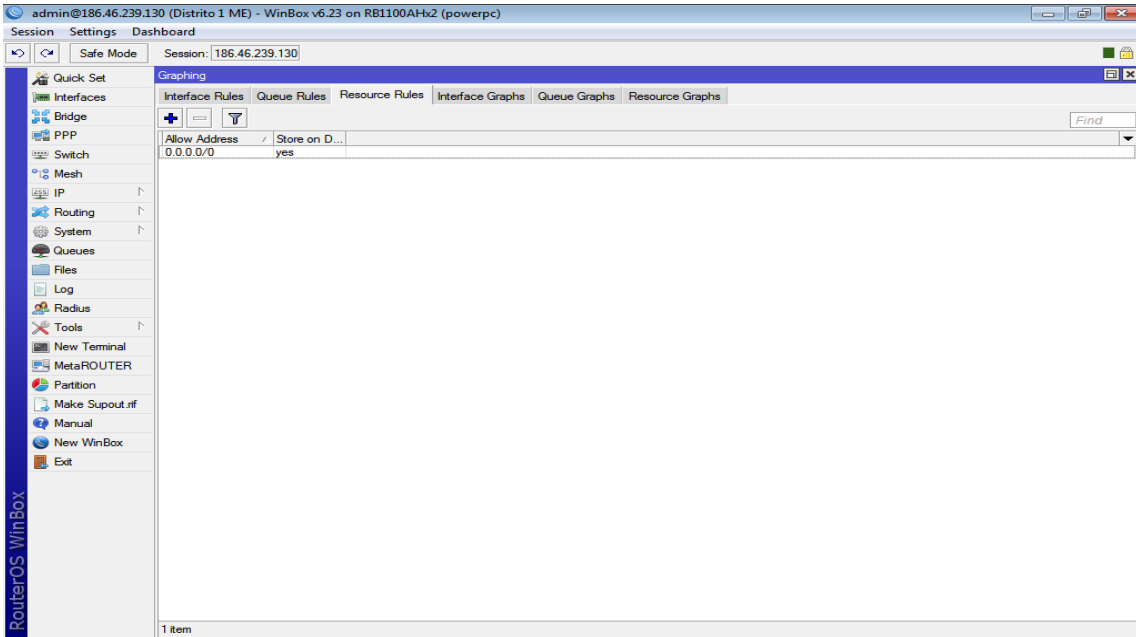 admin@186.46.239.130 (Distrito 1 ME) - WinBox v6.23 on RB1100AHx2 (powerpc)
Session Settings Dashboard
Safe Mode Session: 186.46.239.130
Quick Set
Interfaces
Bridge
PPP
Switch
Mesh
IP
Routing
System
Queues
Files
Log
Radius
Tools
New Terminal
MetaROUTER
Partition
Make Supout.rif
Manual
New WinBox
Exit
RouterOS WinBox
Graphing
Interface Rules Queue Rules Resource Rules Interface Graphs Queue Graphs Resource Graphs
Find
Allow Address Store on D...
0.0.0.0/0 yes
1 item